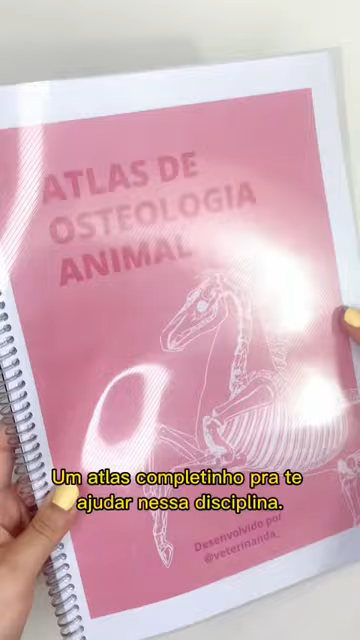 ATLAS DE
OSTEOLOGIA
ANIMAL
Um atlas completinho pra te
ajudar nessa disciplina.
Desenvolvido por
@veterinanda_